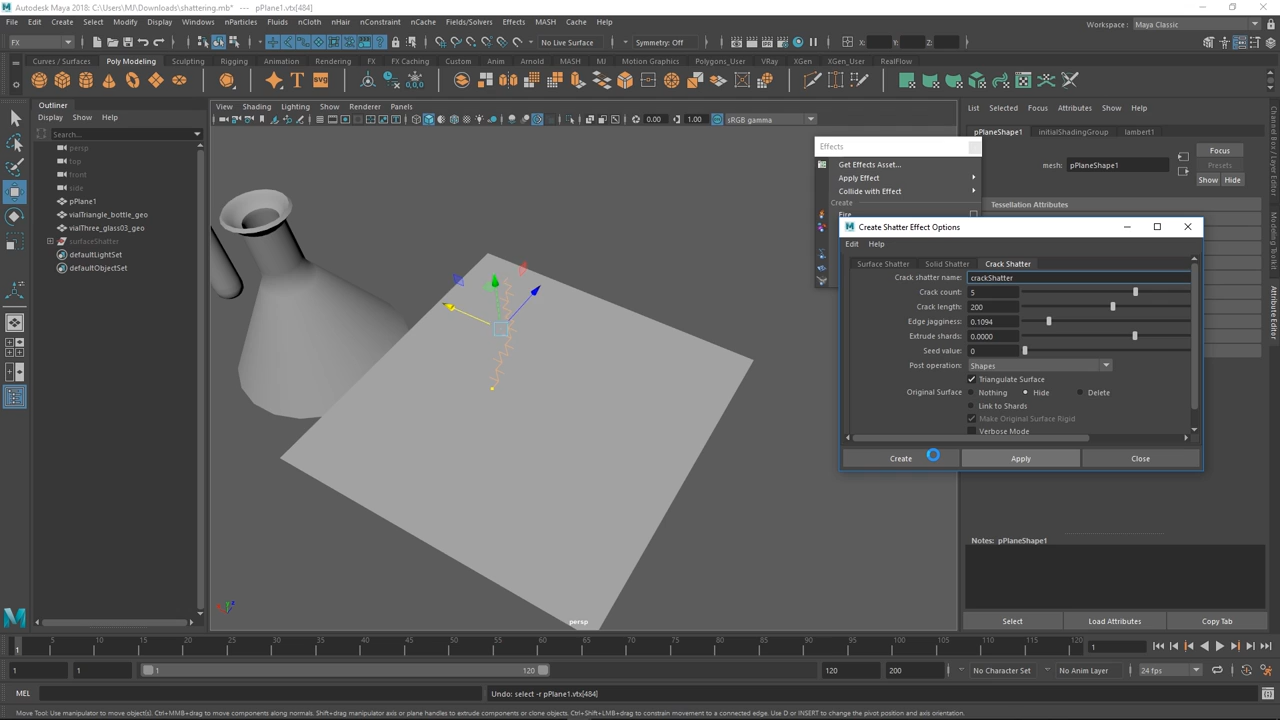 Autodesk Maya 2018: C:\Users\MJ\Downloads\shattering.mb* --- pPlane1.vtx[484]
File Edit Create Select Modify Display Windows nParticles Fluids nCloth nHair nConstraint nCache Fields/Solvers Effects MASH Cache Help
Workspace : Maya Classic
FX No Live Surface Symmetry: Off X: Y: Z:
Curves / Surfaces Poly Modeling Sculpting Rigging Animation Rendering FX FX Caching Custom Anim Arnold MASH MJ Motion Graphics Polygons_User VRay XGen XGen_User RealFlow
SVG
Outliner
Display Show Help
Search...
persp
top
front
side
pPlane1
vialTriangle_bottle_geo
vialThree_glass03_geo
surfaceShatter
defaultLightSet
defaultObjectSet
View Shading Lighting Show Renderer Panels
0.00 1.00 sRGB gamma
persp
Effects
Get Effects Asset...
Apply Effect
Collide with Effect
Create
Fire
Create Shatter Effect Options
Edit Help
Surface Shatter Solid Shatter Crack Shatter
Crack shatter name: crackShatter
Crack count: 5
Crack length: 200
Edge jagginess: 0.1094
Extrude shards: 0.0000
Seed value: 0
Post operation: Shapes
Triangulate Surface
Original Surface Nothing Hide Delete
Link to Shards
Make Original Surface Rigid
Verbose Mode
Create Apply Close
List Selected Focus Attributes Show Help
pPlaneShape1 initialShadingGroup lambert1
mesh: pPlaneShape1
Focus
Presets
Show Hide
Tessellation Attributes
Notes: pPlaneShape1
Select Load Attributes Copy Tab
Channel Box / Layer Editor
Modeling Toolkit
Attribute Editor
1 5 10 15 20 25 30 35 40 45 50 55 60 65 70 75 80 85 90 95 100 105 110 115 120 1
1 1 1 120 120 200 No Character Set No Anim Layer 24 fps
MEL Undo: select -r pPlane1.vtx[484]
Move Tool: Use manipulator to move object(s). Ctrl+MMB+drag to move components along normals. Shift+drag manipulator axis or plane handles to extrude components or clone objects. Ctrl+Shift+LMB+drag to constrain movement to a connected edge. Use D or INSERT to change the pivot position and axis orientation.